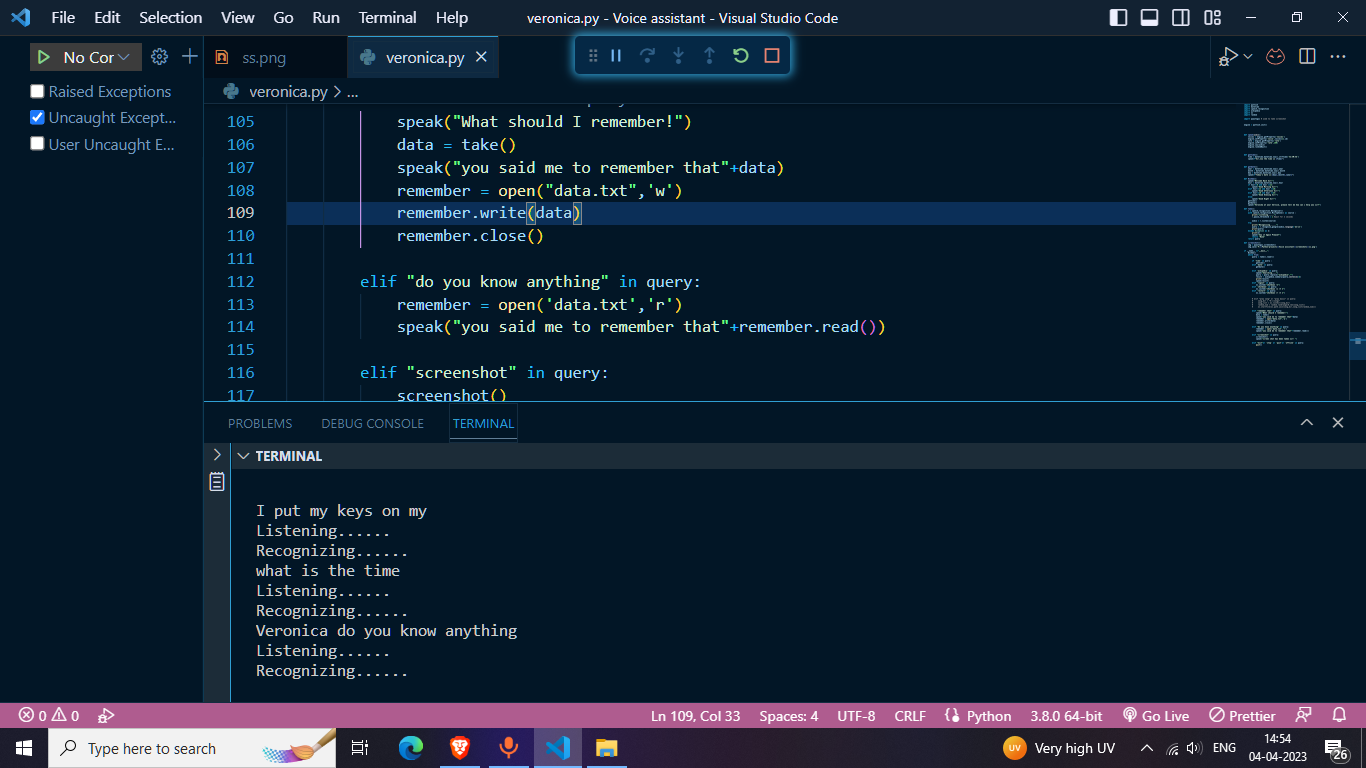 File Edit Selection View Go Run Terminal Help veronica.py - Voice assistant - Visual Studio Code
No Cor
ss.png veronica.py
Raised Exceptions
Uncaught Except...
User Uncaught E...
veronica.py > ...
105 speak("What should I remember!")
106 data = take()
107 speak("you said me to remember that"+data)
108 remember = open("data.txt",'w')
109 remember.write(data)
110 remember.close()
111
112 elif "do you know anything" in query:
113 remember = open('data.txt','r')
114 speak("you said me to remember that"+remember.read())
115
116 elif "screenshot" in query:
117 screenshot()
PROBLEMS DEBUG CONSOLE TERMINAL
TERMINAL
I put my keys on my
Listening......
Recognizing......
what is the time
Listening......
Recognizing......
Veronica do you know anything
Listening......
Recognizing......
0 0 Ln 109, Col 33 Spaces: 4 UTF-8 CRLF Python 3.8.0 64-bit Go Live Prettier
Type here to search
UV Very high UV ENG
14:54
04-04-2023
26